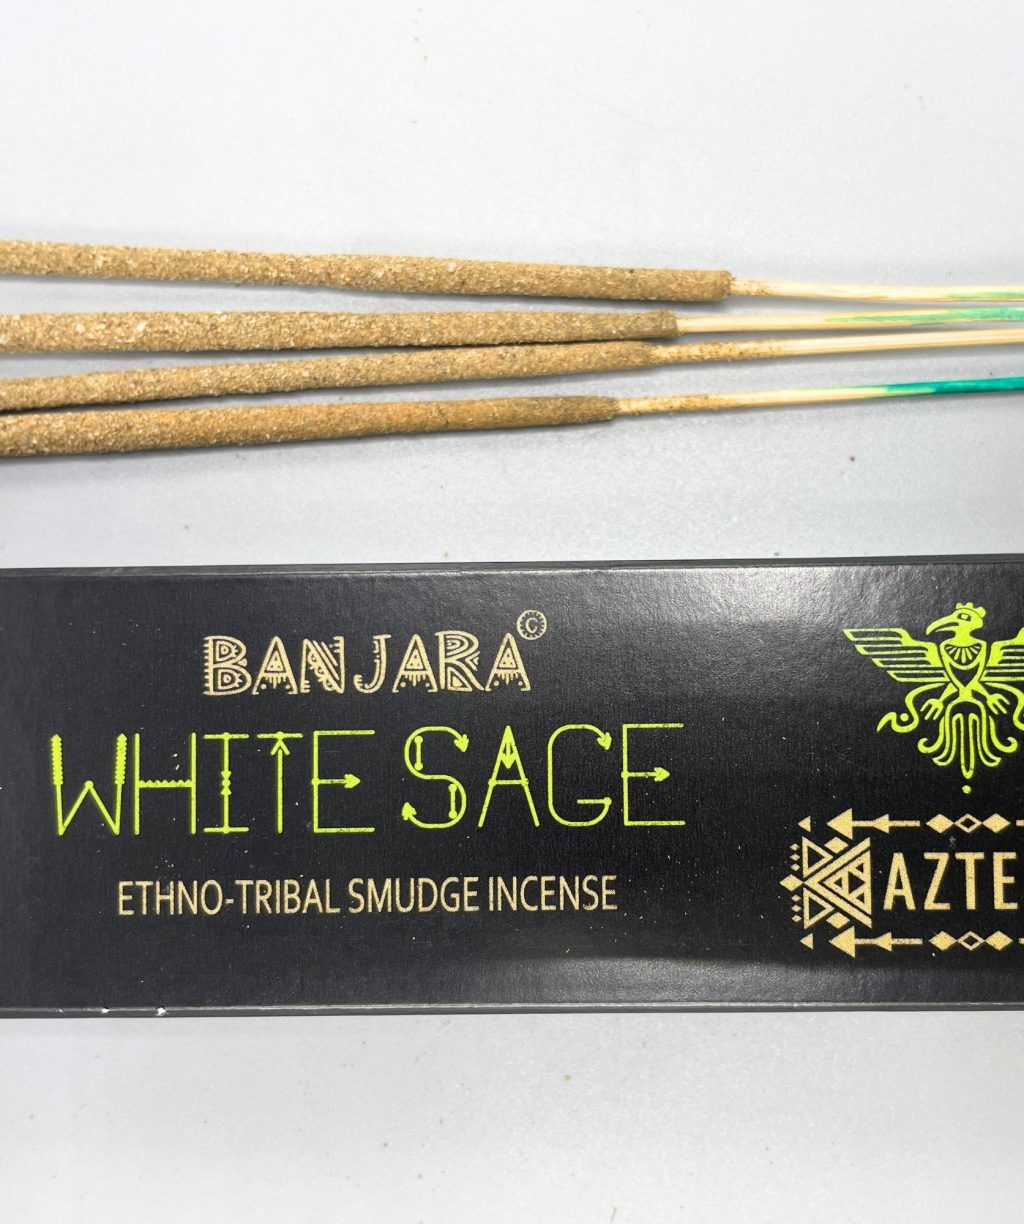 BANJARA©
WHITE SAGE
ETHNO-TRIBAL SMUDGE INCENSE
AZTE